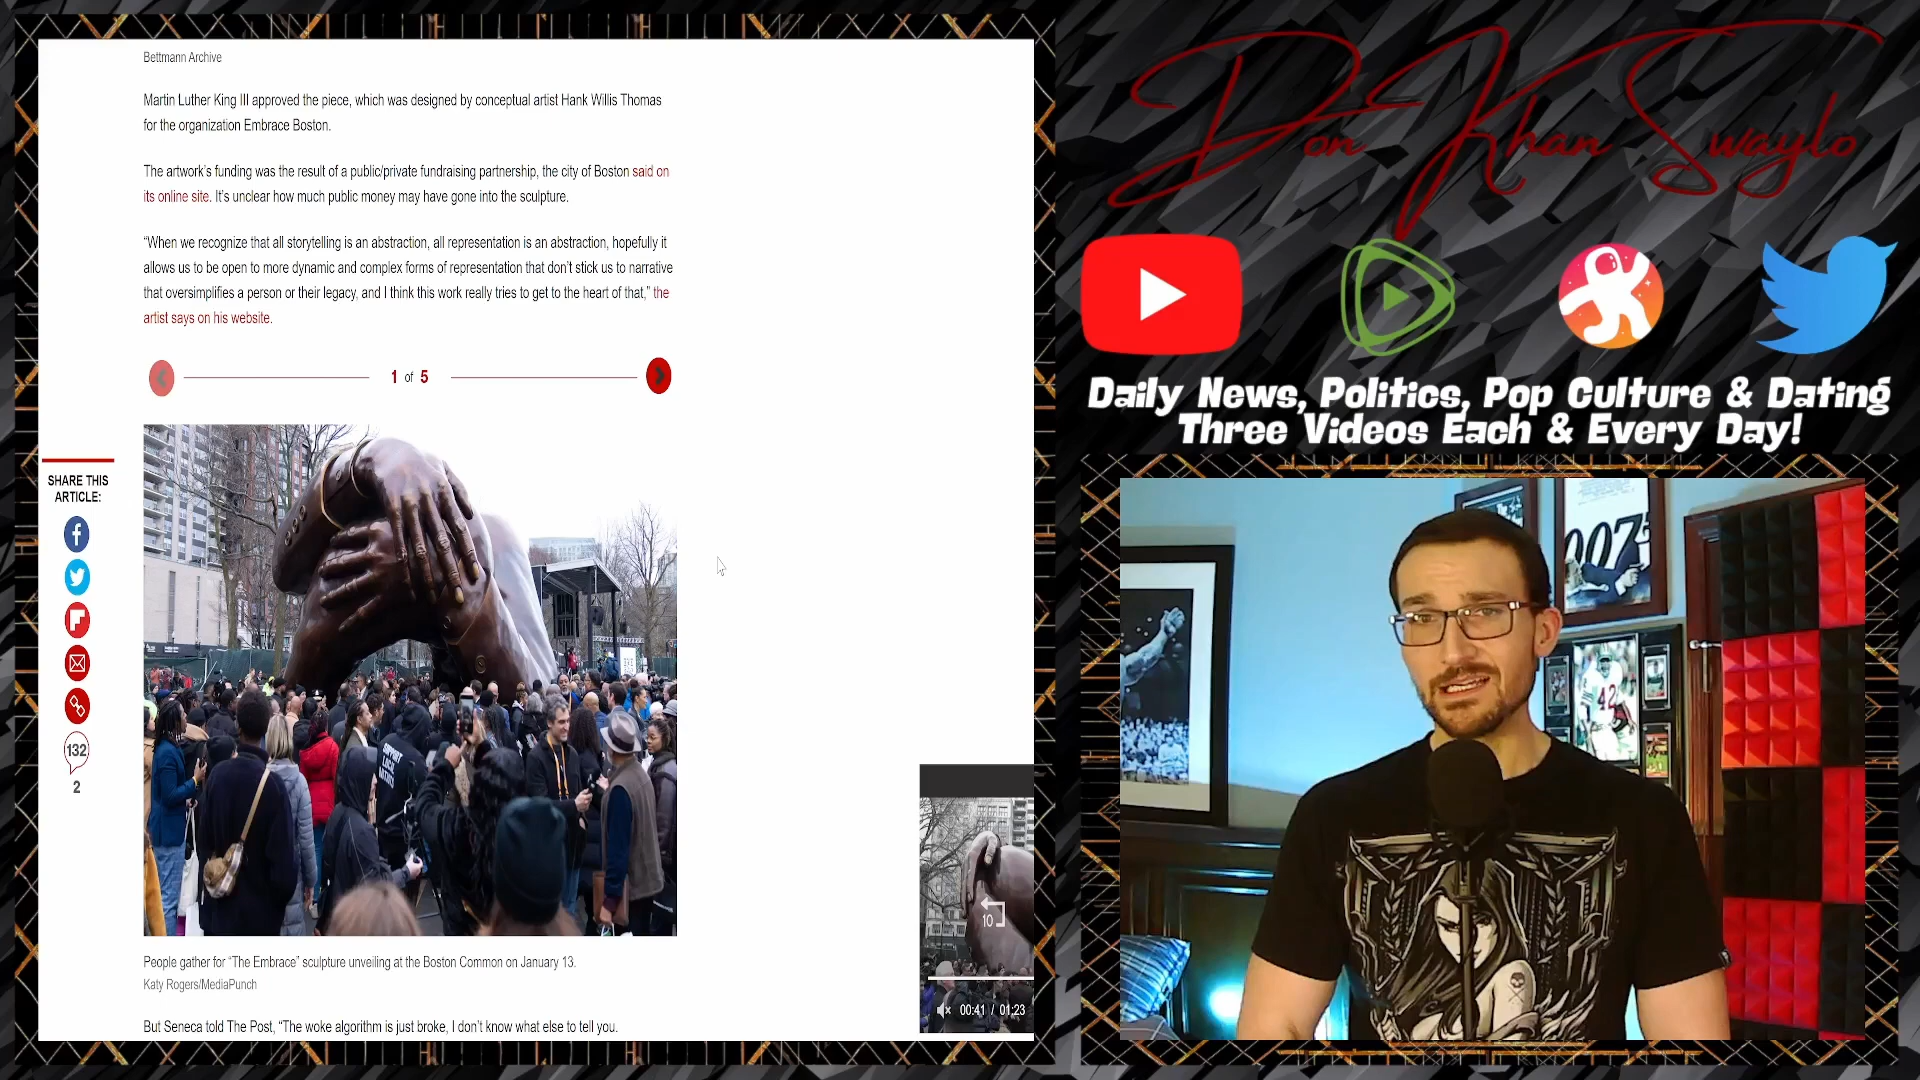 Bettmann Archive
Martin Luther King III approved the piece, which was designed by conceptual artist Hank Willis Thomas
for the organization Embrace Boston.
The artwork's funding was the result of a public/private fundraising partnership, the city of Boston said on
its online site. It's unclear how much public money may have gone into the sculpture.
“When we recognize that all storytelling is an abstraction, all representation is an abstraction, hopefully it
allows us to be open to more dynamic and complex forms of representation that don't stick us to narrative
that oversimplifies a person or their legacy, and I think this work really tries to get to the heart of that,” the
artist says on his website.
1 of 5
SHARE THIS
ARTICLE:
132
2
SUPPORT
LOCAL
ARTISTS
People gather for “The Embrace” sculpture unveiling at the Boston Common on January 13.
Katy Rogers/MediaPunch
But Seneca told The Post, “The woke algorithm is just broke, I don't know what else to tell you.
10
00:41 / 01:23
Don Khan Swaylo
Daily News, Politics, Pop Culture & Dating
Three Videos Each & Every Day!
007
42